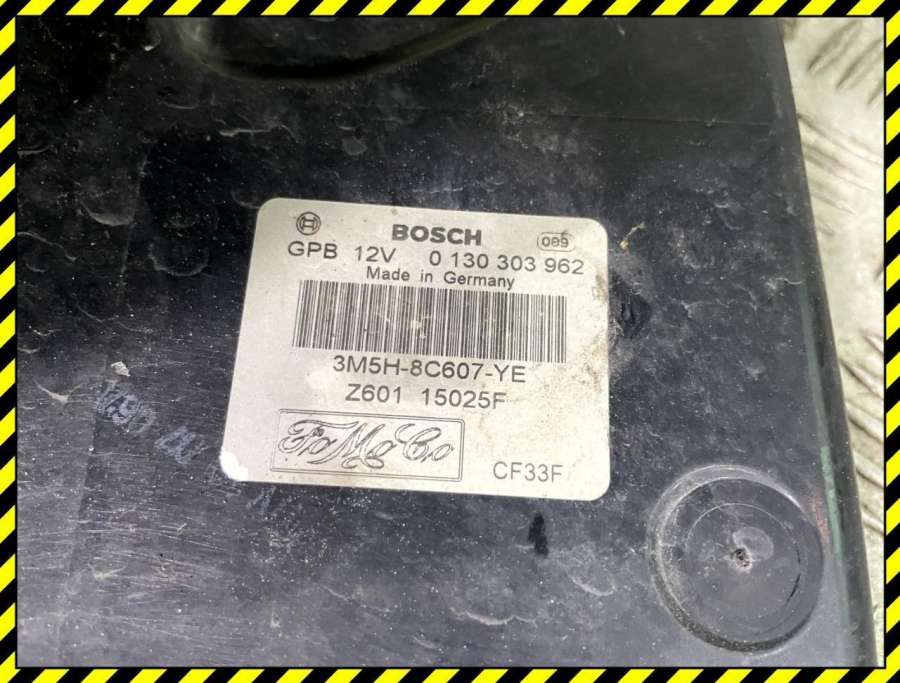 BOSCH 089
GPB 12V 0 130 303 962
Made in Germany
3M5H-8C607-YE
Z601 15025F
FoMoCo
CF33F